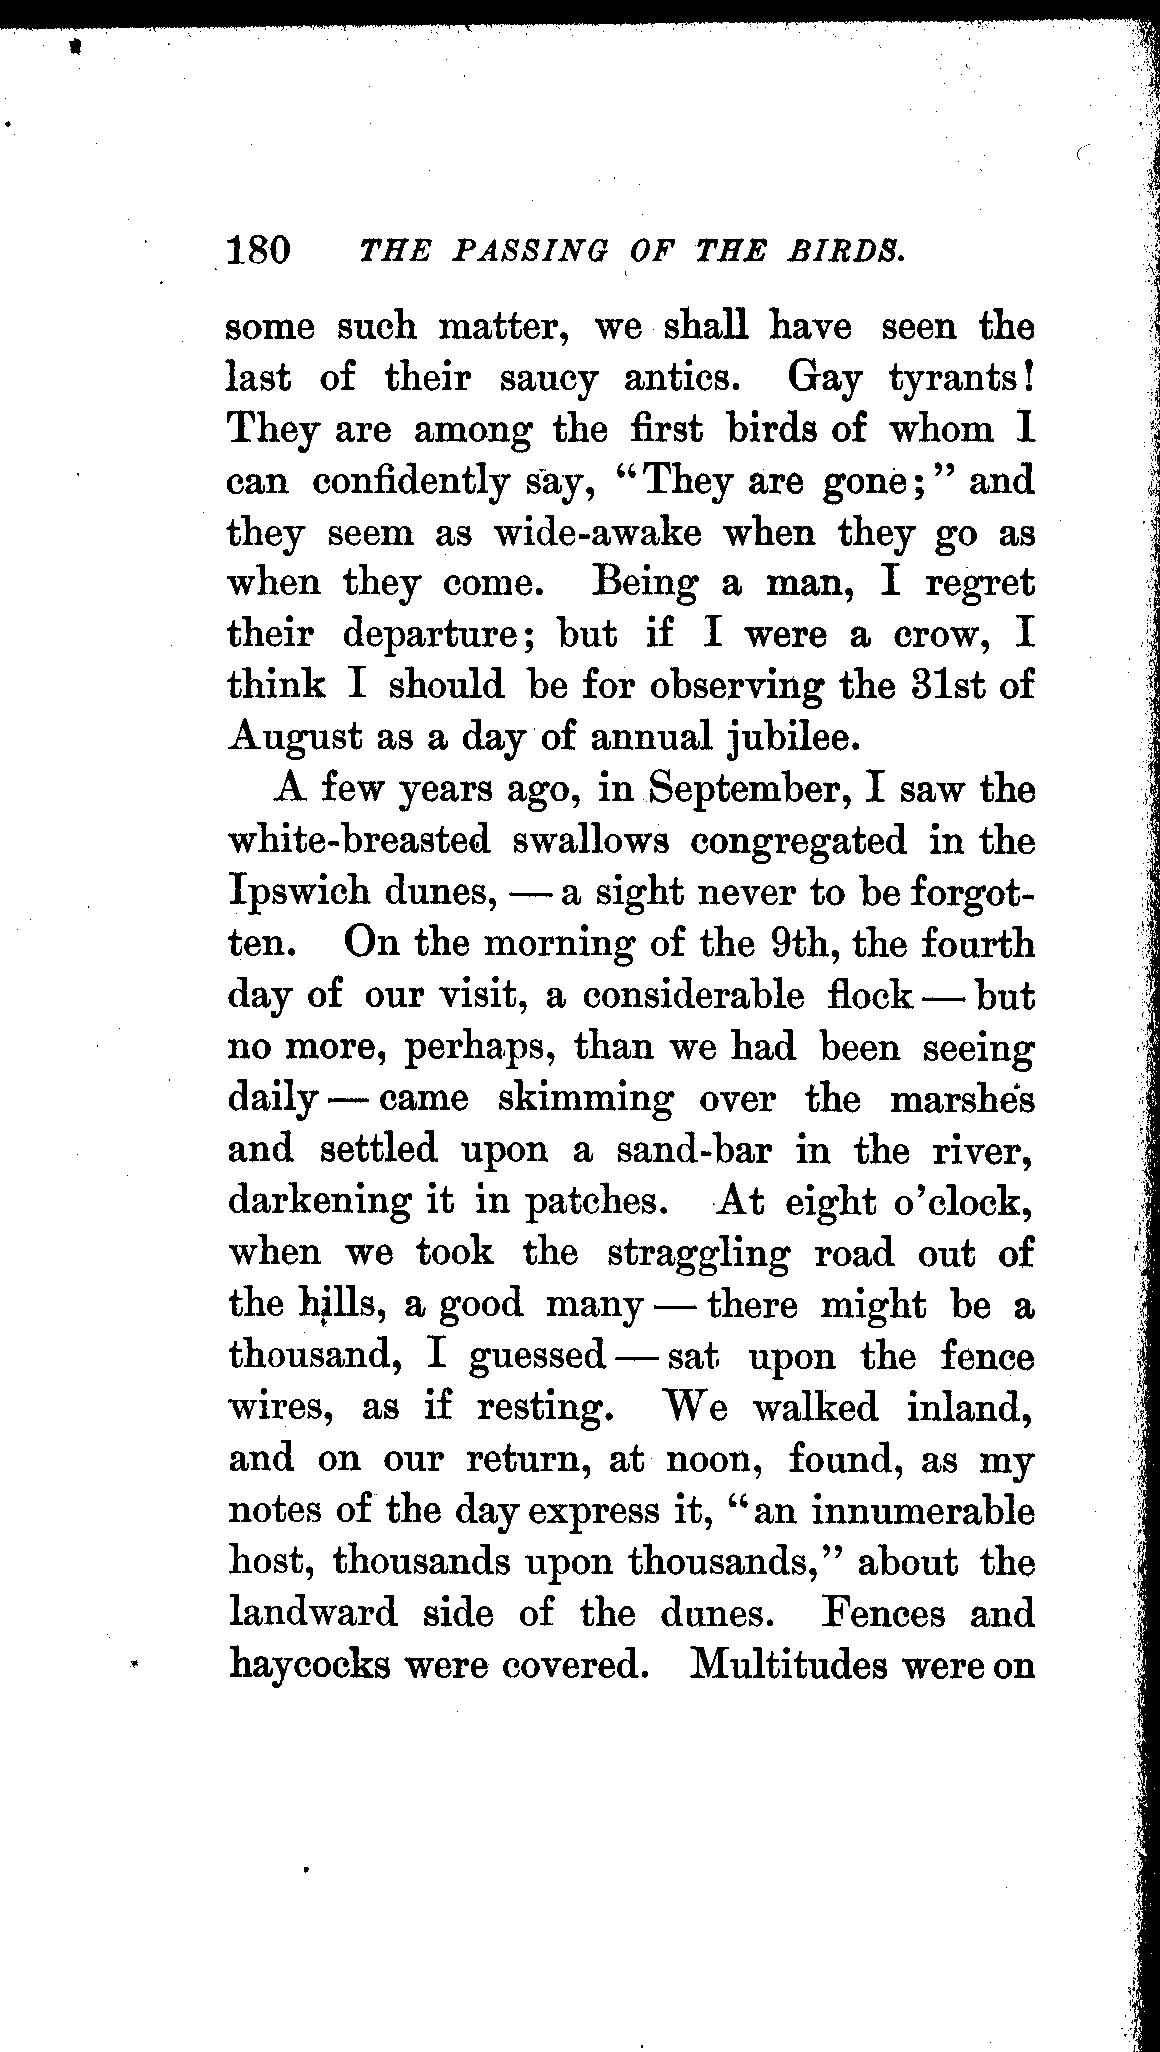 180 THE PASSING OF THE BIRDS.
some such matter, we shall have seen the
last of their saucy antics. Gay tyrants!
They are among the first birds of whom I
can confidently say, "They are gone;" and
they seem as wide-awake when they go as
when they come. Being a man, I regret
their departure; but if I were a crow, I
think I should be for observing the 31st of
August as a day of annual jubilee.
A few years ago, in September, I saw the
white-breasted swallows congregated in the
Ipswich dunes, — a sight never to be forgot-
ten. On the morning of the 9th, the fourth
day of our visit, a considerable flock — but
no more, perhaps, than we had been seeing
daily — came skimming over the marshes
and settled upon a sand-bar in the river,
darkening it in patches. At eight o'clock,
when we took the straggling road out of
the hills, a good many — there might be a
thousand, I guessed — sat upon the fence
wires, as if resting. We walked inland,
and on our return, at noon, found, as my
notes of the day express it, "an innumerable
host, thousands upon thousands," about the
landward side of the dunes. Fences and
haycocks were covered. Multitudes were on